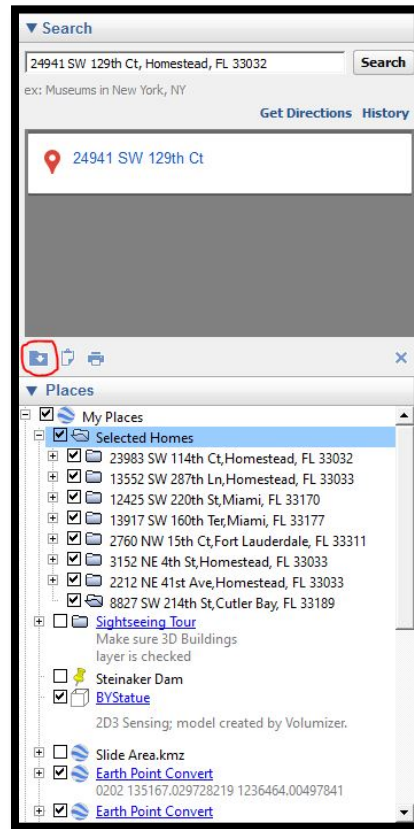 Search
24941 SW 129th Ct, Homestead, FL 33032 Search
ex: Museums in New York, NY
Get Directions History
24941 SW 129th Ct
Places
My Places
Selected Homes
23983 SW 114th Ct,Homestead, FL 33032
13552 SW 287th Ln,Homestead, FL 33033
12425 SW 220th St,Miami, FL 33170
13917 SW 160th Ter,Miami, FL 33177
2760 NW 15th Ct,Fort Lauderdale, FL 33311
3152 NE 4th St,Homestead, FL 33033
2212 NE 41st Ave,Homestead, FL 33033
8827 SW 214th St,Cutler Bay, FL 33189
Sightseeing Tour
Make sure 3D Buildings
layer is checked
Steinaker Dam
BYStatue
2D3 Sensing; model created by Volumizer.
Slide Area.kmz
Earth Point Convert
0202 135167.029728219 1236464.00497841
Earth Point Convert